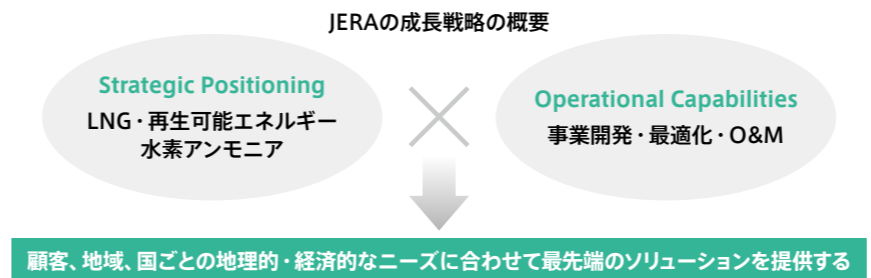 JERAの成長戦略の概要
Strategic Positioning
LNG・再生可能エネルギー
水素アンモニア
Operational Capabilities
事業開発・最適化・O&M
顧客、地域、国ごとの地理的・経済的なニーズに合わせて最先端のソリューションを提供する